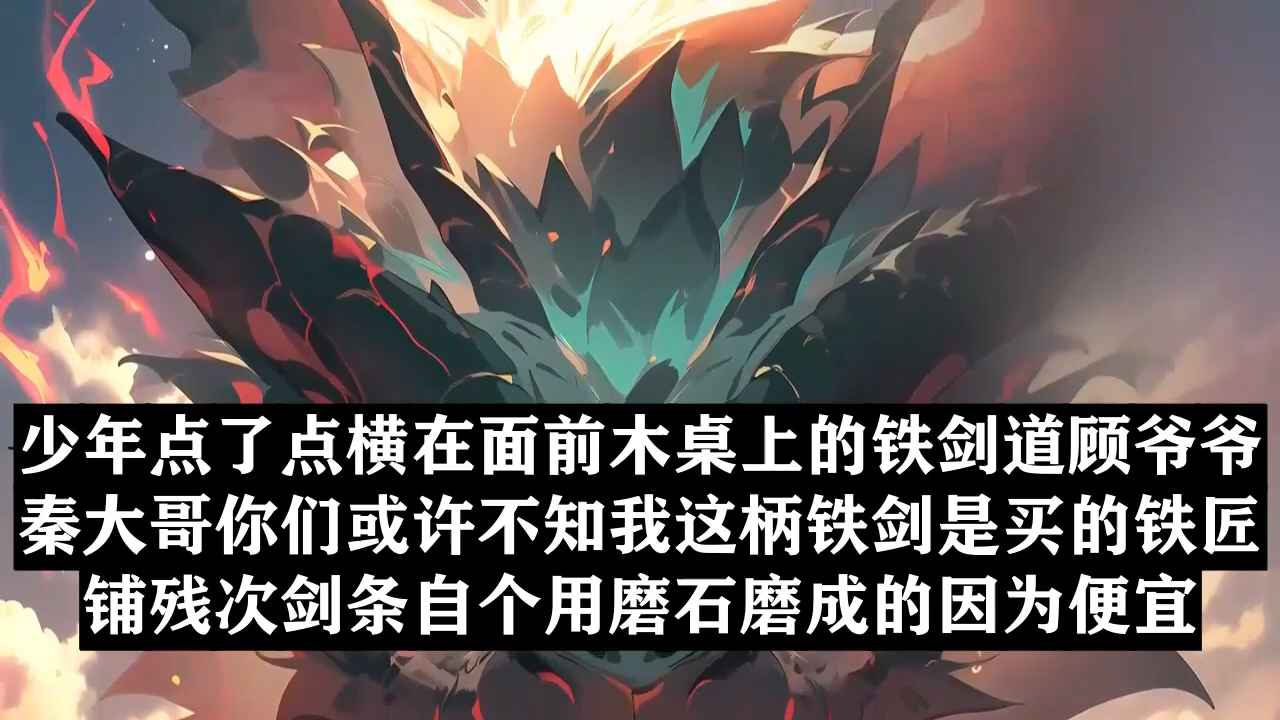 少年点了点横在面前木桌上的铁剑道顾爷爷
秦大哥你们或许不知我这柄铁剑是买的铁匠
铺残次剑条自个用磨石磨成的因为便宜